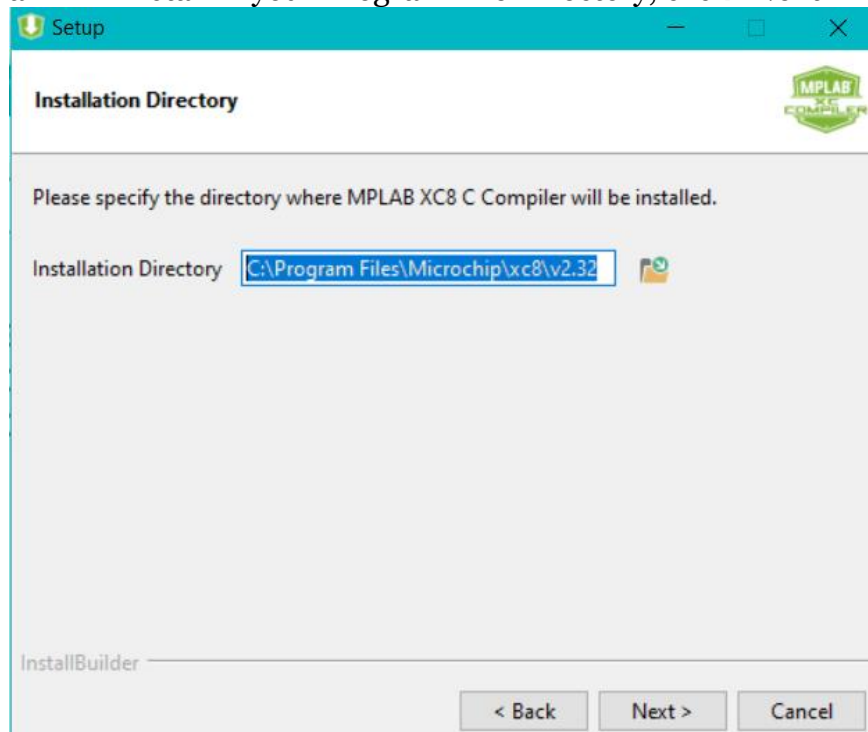 Setup
Installation Directory
MPLAB
XC
COMPILER
Please specify the directory where MPLAB XC8 C Compiler will be installed.
Installation Directory C:\Program Files\Microchip\xc8\v2.32
InstallBuilder
< Back Next > Cancel